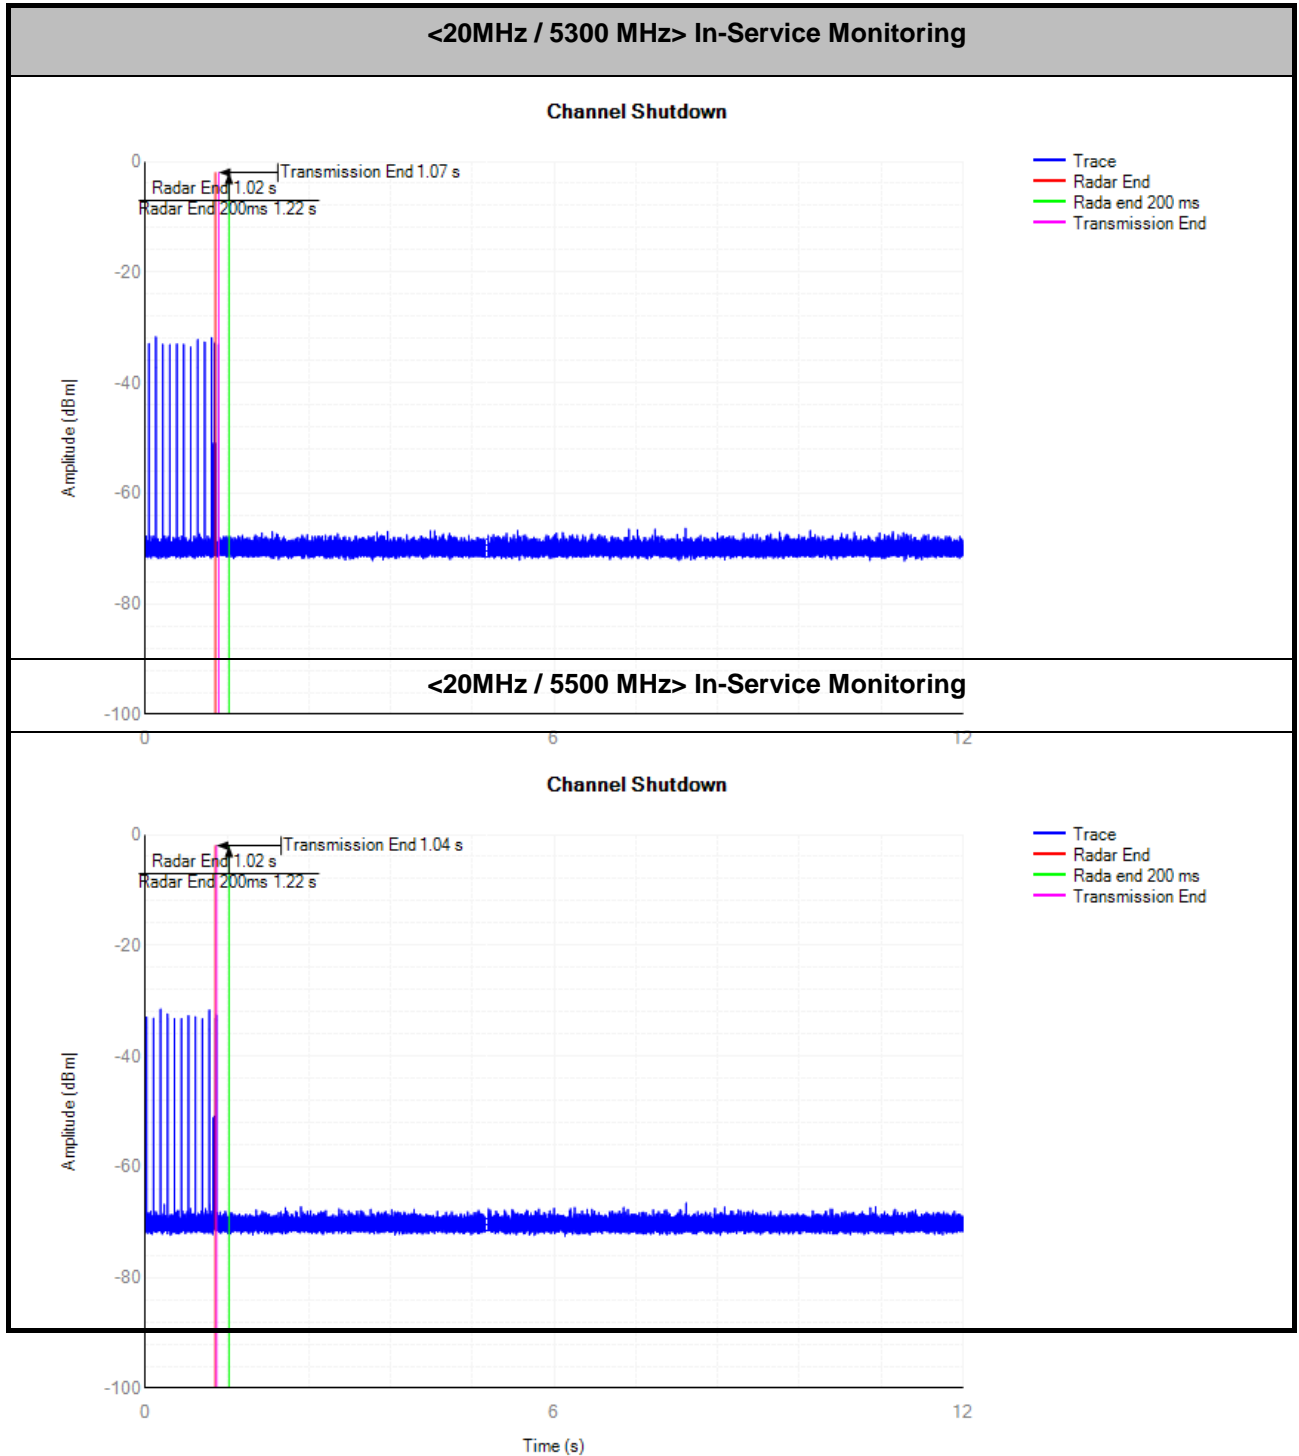 <20MHz / 5300 MHz> In-Service Monitoring
Channel Shutdown
0
Transmission End 1.07 s
Radar End 1.02 s
Radar End 200ms 1.22 s
Trace
Radar End
Rada end 200 ms
Transmission End
-20
-40
Amplitude (dBm)
-60
-80
<20MHz / 5500 MHz> In-Service Monitoring
-100
0
6
12
Channel Shutdown
0
Transmission End 1.04 s
Radar End 1.02 s
Radar End 200ms 1.22 s
Trace
Radar End
Rada end 200 ms
Transmission End
-20
-40
Amplitude (dBm)
-60
-80
-100
0
6
12
Time (s)